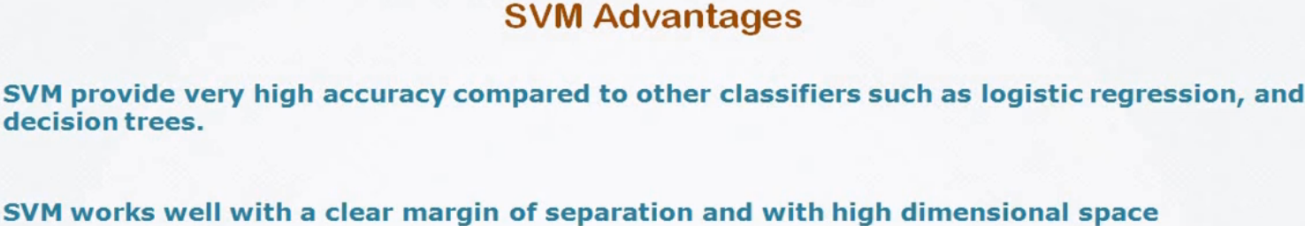 SVM Advantages
SVM provide very high accuracy compared to other classifiers such as logistic regression, and
decision trees.
SVM works well with a clear margin of separation and with high dimensional space